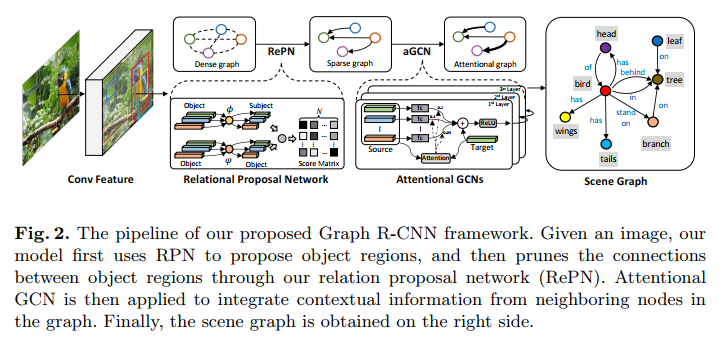 Dense graph
RePN
Sparse graph
aGCN
Attentional graph
Conv Feature
Object
ϕ
Subject
Object
φ
Object
N
Score Matrix
Relational Proposal Network
3rd Layer
2nd Layer
1st Layer
fc
fc
fc
Source
Attention
+
ReLU
Target
Attentional GCNs
head
leaf
of
has
behind
on
bird
tree
has
in
has
stand
on
on
wings
tails
branch
Scene Graph
Fig. 2. The pipeline of our proposed Graph R-CNN framework. Given an image, our
model first uses RPN to propose object regions, and then prunes the connections
between object regions through our relation proposal network (RePN). Attentional
GCN is then applied to integrate contextual information from neighboring nodes in
the graph. Finally, the scene graph is obtained on the right side.